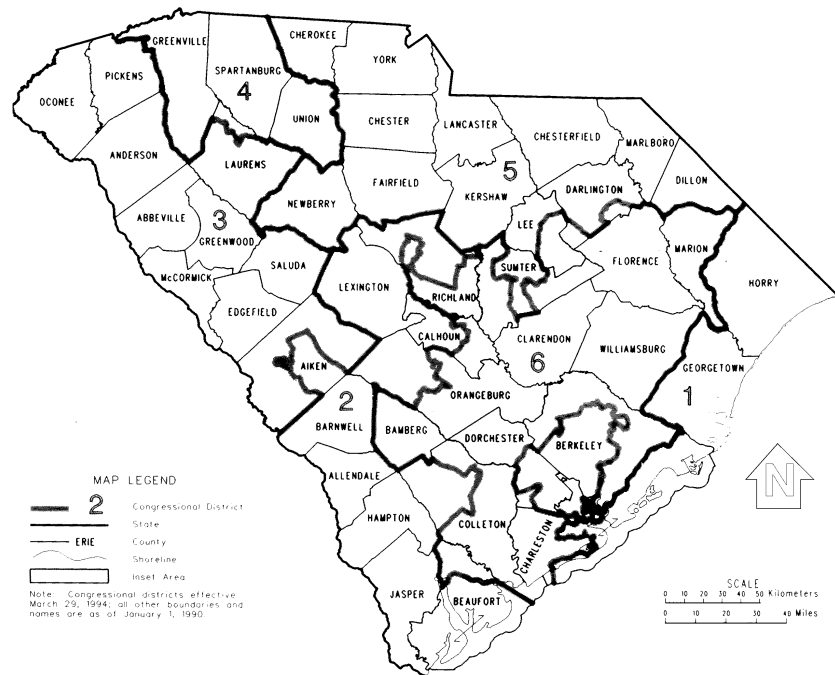 GREENVILLE
CHEROKEE
YORK
PICKENS
SPARTANBURG
4
OCONEE
UNION
CHESTER
LANCASTER
CHESTERFIELD
MARLBORO
ANDERSON
LAURENS
5
DILLON
FAIRFIELD
KERSHAW
DARLINGTON
ABBEVILLE
NEWBERRY
3
LEE
GREENWOOD
MARION
SALUDA
SUMTER
FLORENCE
McCORMICK
LEXINGTON
RICHLAND
HORRY
EDGEFIELD
CALHOUN
CLARENDON
WILLIAMSBURG
AIKEN
6
GEORGETOWN
1
2
ORANGEBURG
BARNWELL
BAMBERG
DORCHESTER
BERKELEY
ALLENDALE
HAMPTON
COLLETON
CHARLESTON
JASPER
BEAUFORT
N
MAP LEGEND
2 Congressional District
State
ERIE County
Shoreline
Inset Area
Note: Congressional districts effective
March 29, 1994; all other boundaries and
names are as of January 1, 1990.
SCALE
0 10 20 30 40 50 Kilometers
0 10 20 30 40 Miles